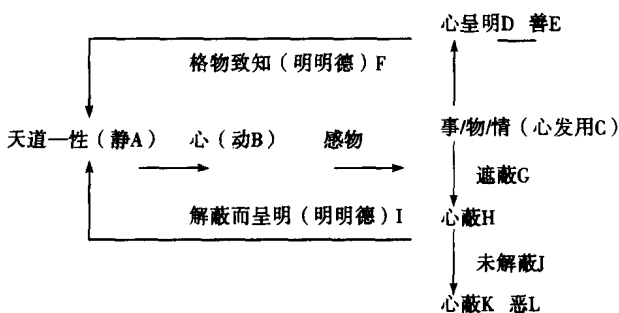 心呈明D 善E
格物致知（明明德）F
天道—性（静A） 心（动B） 感物 事/物/情（心发用C）
遮蔽G
解蔽而呈明（明明德）I 心蔽H
未解蔽J
心蔽K 恶L